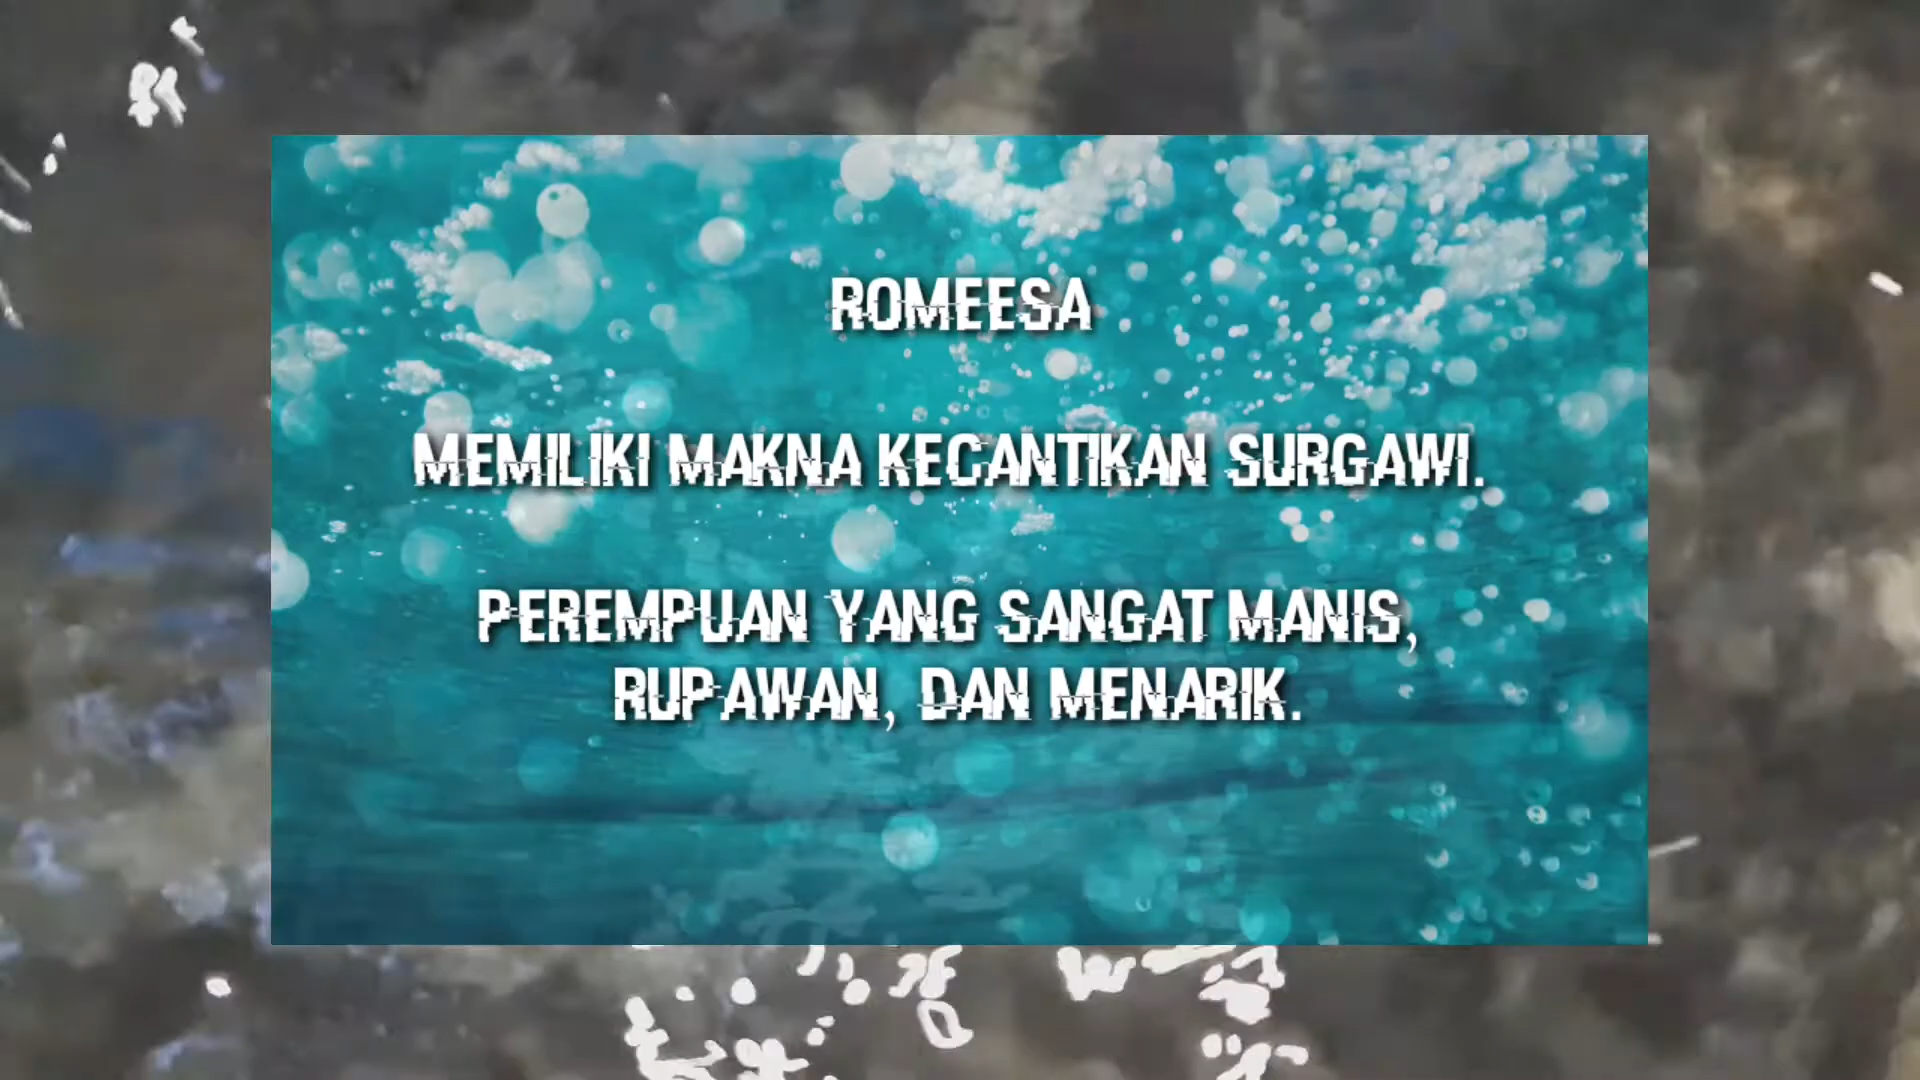 ROMEESA
MEMILIKI MAKNA KECANTIKAN SURGAWI.
PEREMPUAN YANG SANGAT MANIS,
RUPAWAN, DAN MENARIK.